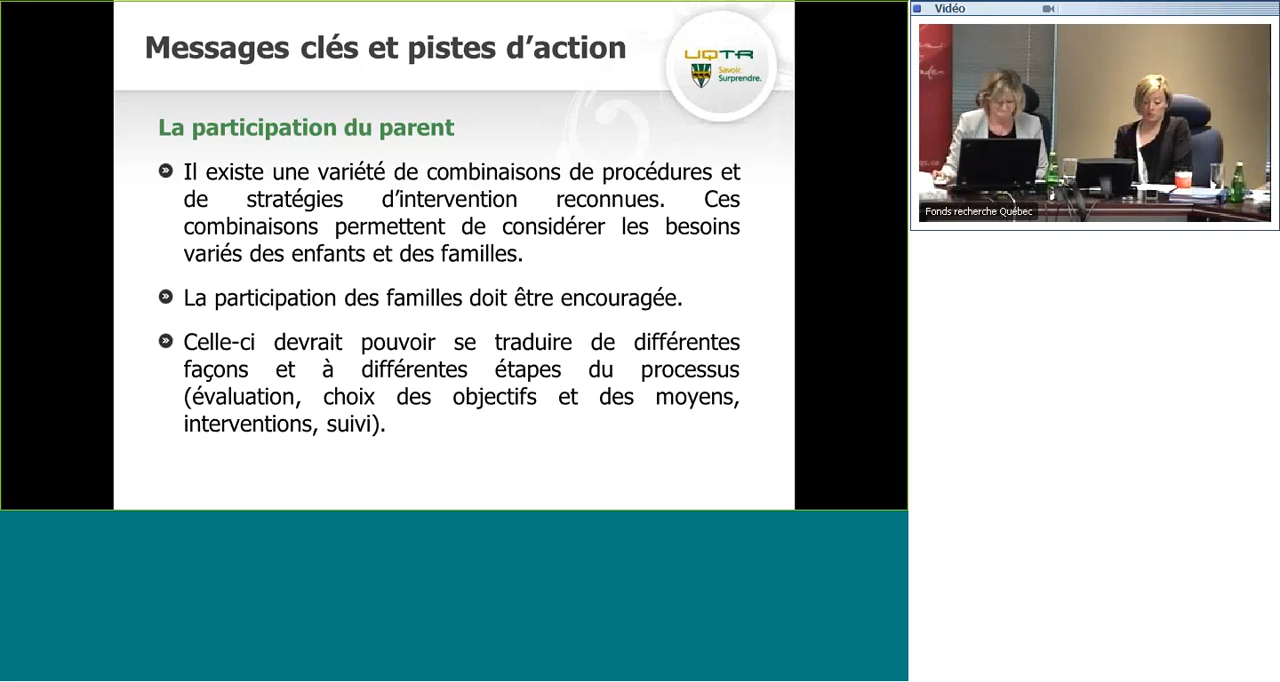 Messages clés et pistes d’action
UQTR
Savoir
Surprendre.
La participation du parent
Il existe une variété de combinaisons de procédures et
de stratégies d’intervention reconnues. Ces
combinaisons permettent de considérer les besoins
variés des enfants et des familles.
La participation des familles doit être encouragée.
Celle-ci devrait pouvoir se traduire de différentes
façons et à différentes étapes du processus
(évaluation, choix des objectifs et des moyens,
interventions, suivi).
Vidéo
Fonds recherche Québec